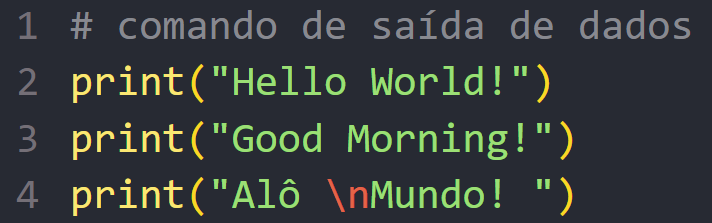 1 # comando de saída de dados
2 print("Hello World!")
3 print("Good Morning!")
4 print("Alô \nMundo! ")